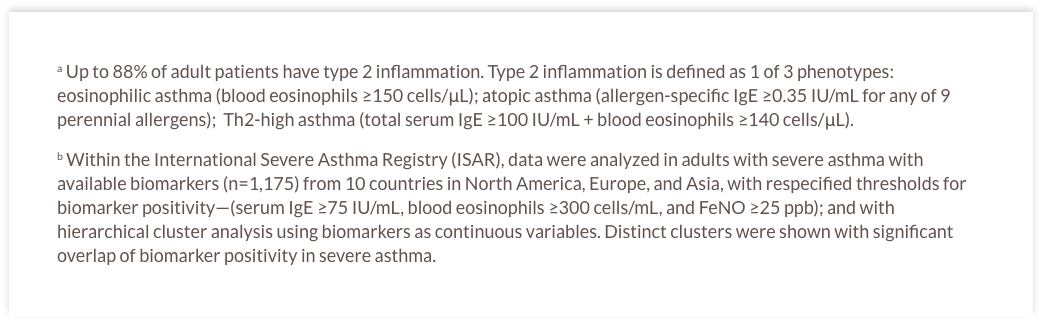 ᵃ Up to 88% of adult patients have type 2 inflammation. Type 2 inflammation is defined as 1 of 3 phenotypes:
eosinophilic asthma (blood eosinophils ≥150 cells/µL); atopic asthma (allergen-specific IgE ≥0.35 IU/mL for any of 9
perennial allergens);  Th2-high asthma (total serum IgE ≥100 IU/mL + blood eosinophils ≥140 cells/µL).
ᵇ Within the International Severe Asthma Registry (ISAR), data were analyzed in adults with severe asthma with
available biomarkers (n=1,175) from 10 countries in North America, Europe, and Asia, with respecified thresholds for
biomarker positivity—(serum IgE ≥75 IU/mL, blood eosinophils ≥300 cells/mL, and FeNO ≥25 ppb); and with
hierarchical cluster analysis using biomarkers as continuous variables. Distinct clusters were shown with significant
overlap of biomarker positivity in severe asthma.